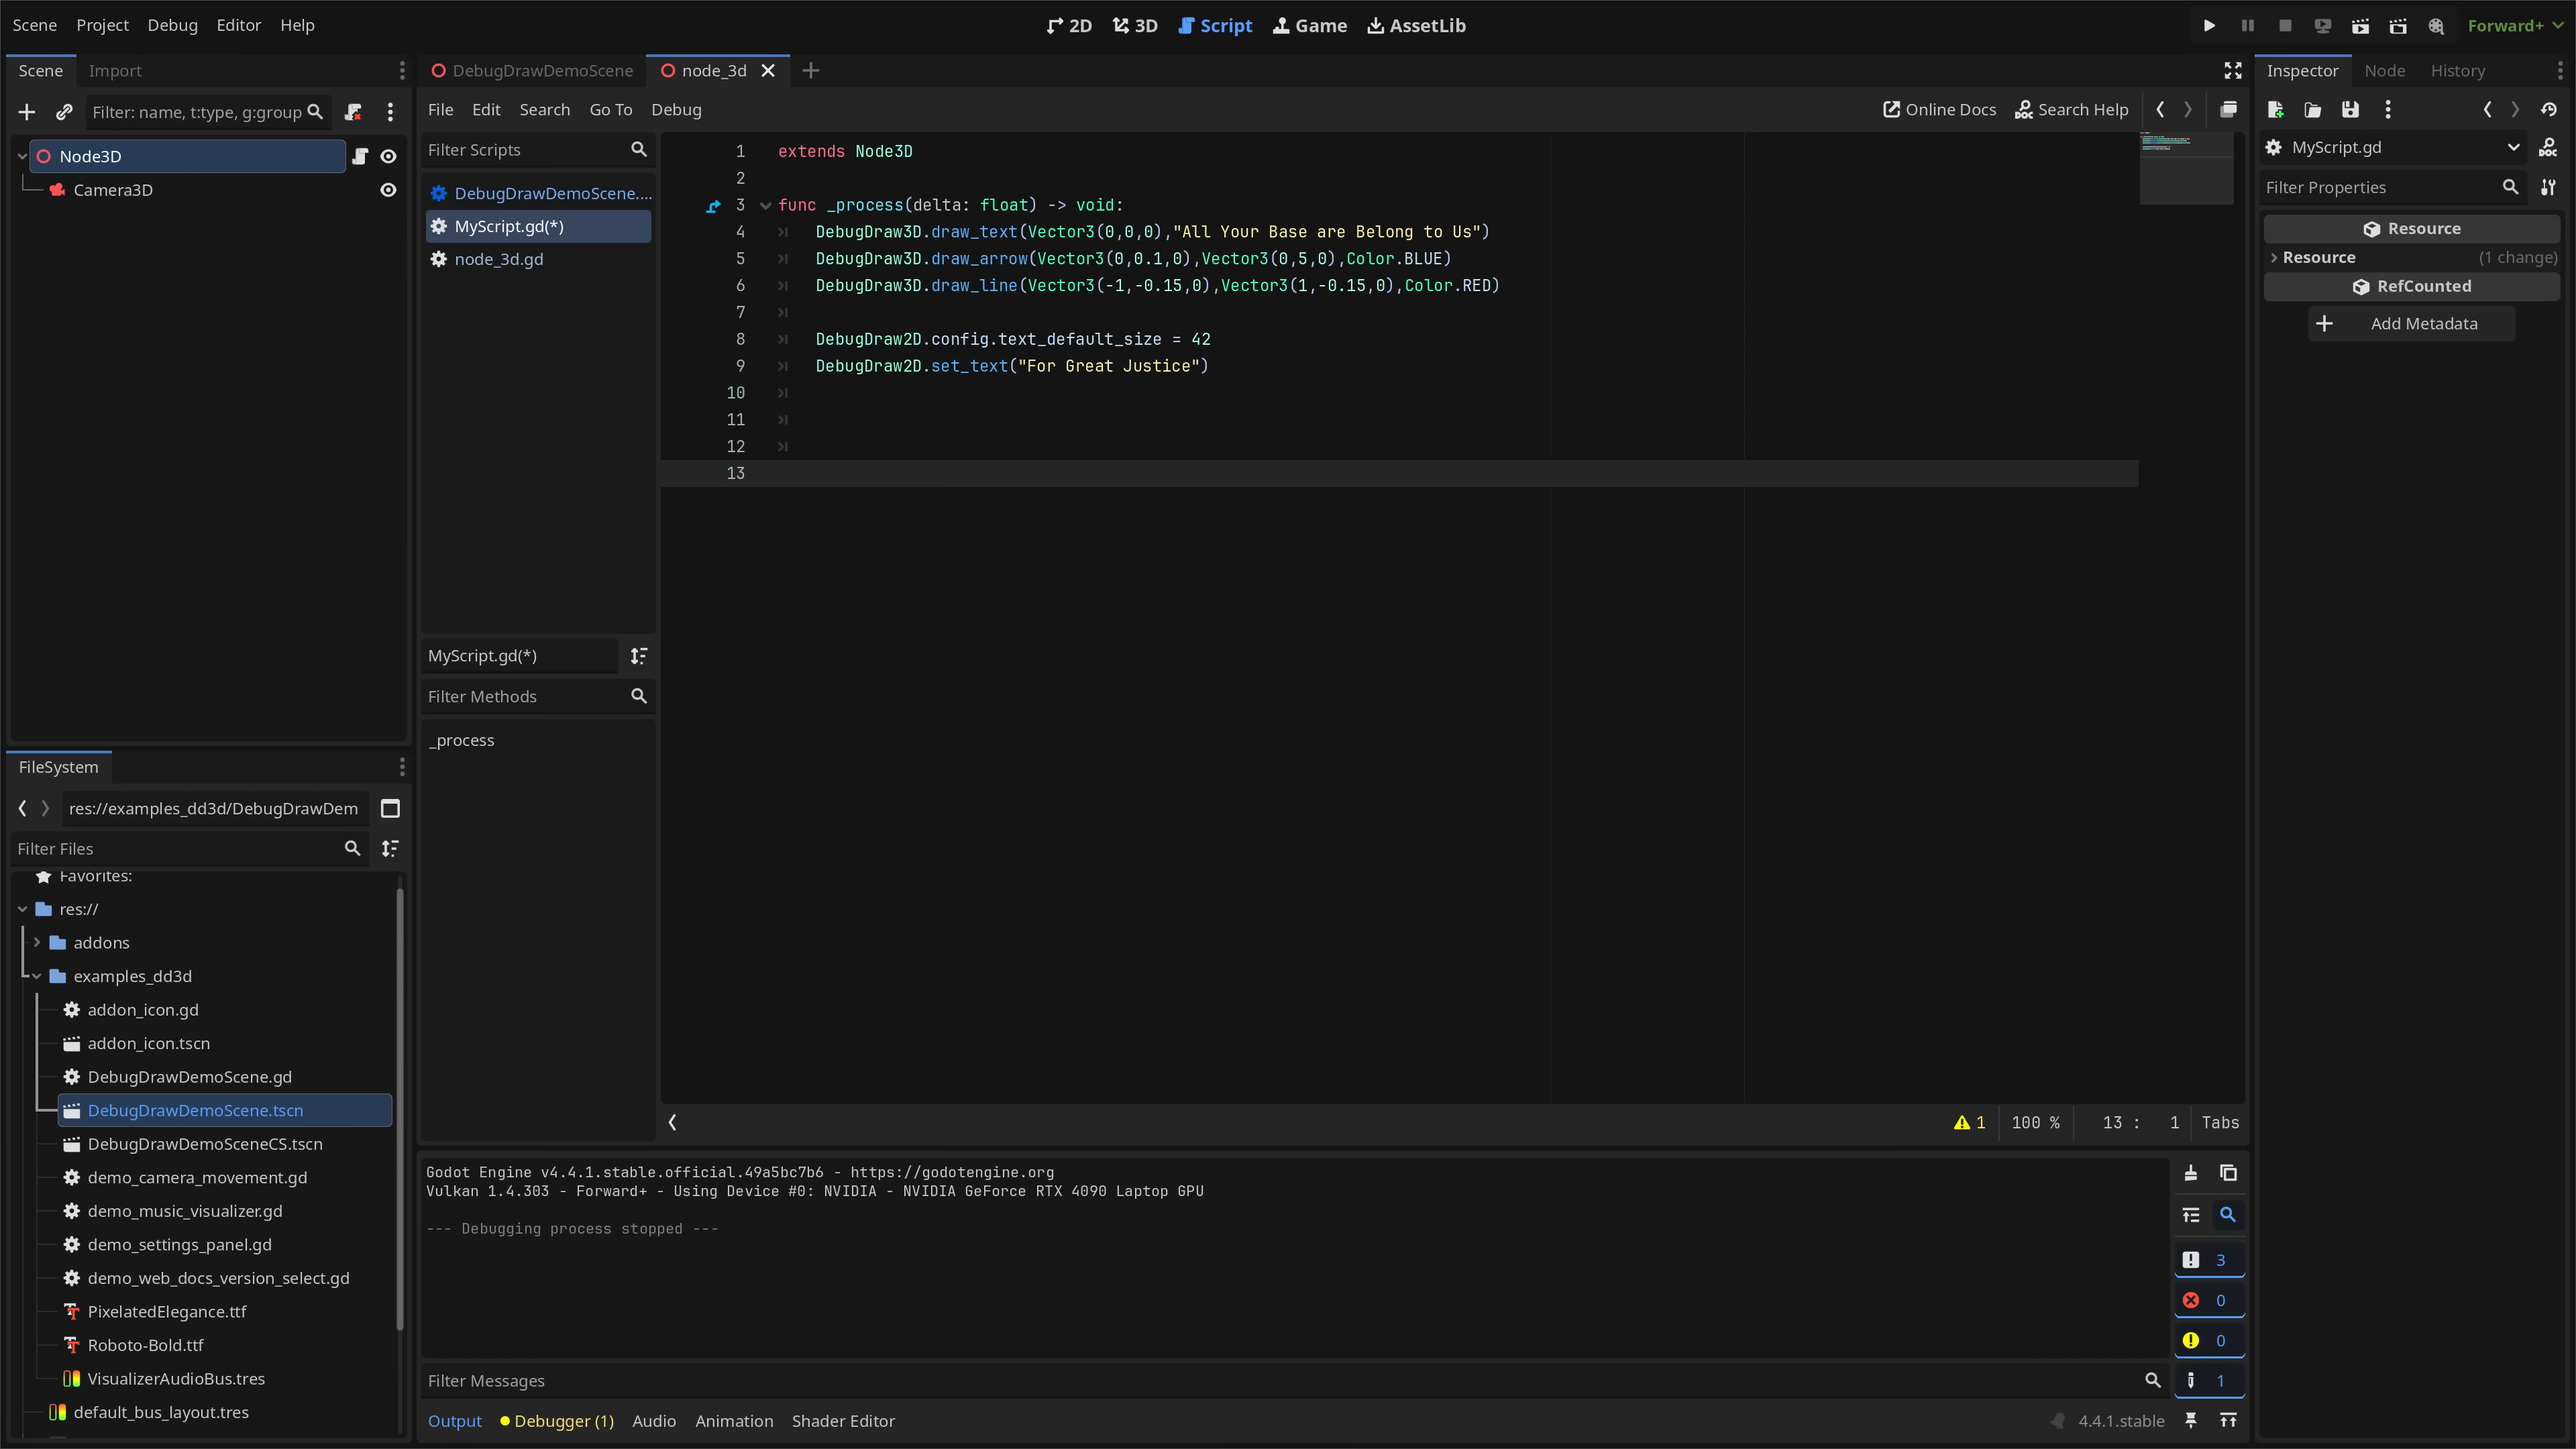 Scene Project Debug Editor Help
2D 3D Script Game AssetLib
Forward+
Scene Import
Filter: name, t:type, g:group
Node3D
Camera3D
FileSystem
res://examples_dd3d/DebugDrawDem
Filter Files
Favorites:
res://
addons
examples_dd3d
addon_icon.gd
addon_icon.tscn
DebugDrawDemoScene.gd
DebugDrawDemoScene.tscn
DebugDrawDemoSceneCS.tscn
demo_camera_movement.gd
demo_music_visualizer.gd
demo_settings_panel.gd
demo_web_docs_version_select.gd
PixelatedElegance.ttf
Roboto-Bold.ttf
VisualizerAudioBus.tres
default_bus_layout.tres
DebugDrawDemoScene node_3d
File Edit Search Go To Debug
Online Docs Search Help
Filter Scripts
DebugDrawDemoScene....
MyScript.gd(*)
node_3d.gd
MyScript.gd(*)
Filter Methods
_process
1 extends Node3D
2
3 func _process(delta: float) -> void:
4 DebugDraw3D.draw_text(Vector3(0,0,0),"All Your Base are Belong to Us")
5 DebugDraw3D.draw_arrow(Vector3(0,0.1,0),Vector3(0,5,0),Color.BLUE)
6 DebugDraw3D.draw_line(Vector3(-1,-0.15,0),Vector3(1,-0.15,0),Color.RED)
7
8 DebugDraw2D.config.text_default_size = 42
9 DebugDraw2D.set_text("For Great Justice")
10
11
12
13
1 100 % 13 : 1 Tabs
Godot Engine v4.4.1.stable.official.49a5bc7b6 - https://godotengine.org
Vulkan 1.4.303 - Forward+ - Using Device #0: NVIDIA - NVIDIA GeForce RTX 4090 Laptop GPU
--- Debugging process stopped ---
3
0
0
1
Filter Messages
Output Debugger (1) Audio Animation Shader Editor
4.4.1.stable
Inspector Node History
MyScript.gd
DOC
Filter Properties
Resource
Resource (1 change)
RefCounted
Add Metadata